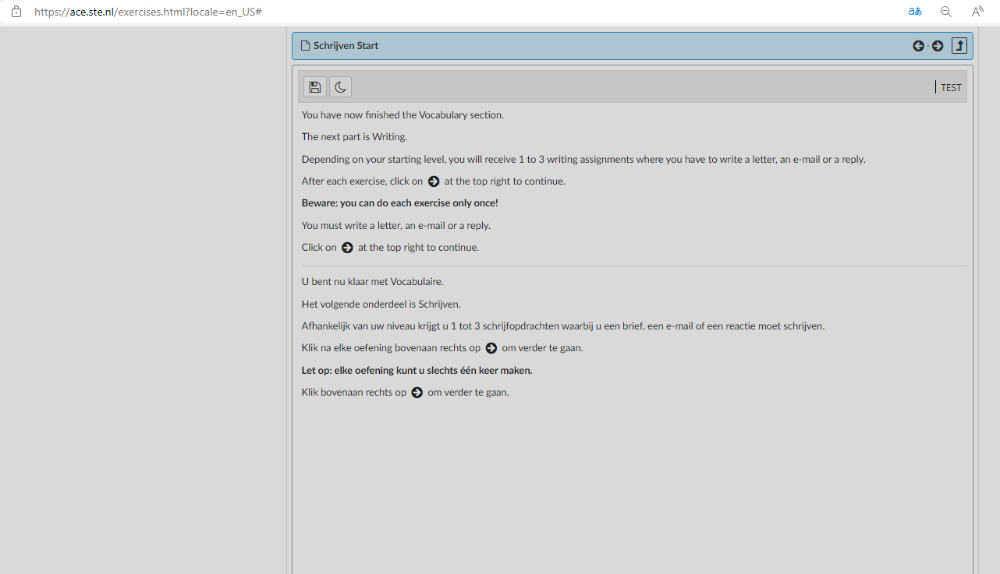 https://ace.ste.nl/exercises.html?locale=en_US#
Schrijven Start
TEST
You have now finished the Vocabulary section.
The next part is Writing.
Depending on your starting level, you will receive 1 to 3 writing assignments where you have to write a letter, an e-mail or a reply.
After each exercise, click on at the top right to continue.
Beware: you can do each exercise only once!
You must write a letter, an e-mail or a reply.
Click on at the top right to continue.
U bent nu klaar met Vocabulaire.
Het volgende onderdeel is Schrijven.
Afhankelijk van uw niveau krijgt u 1 tot 3 schrijfopdrachten waarbij u een brief, een e-mail of een reactie moet schrijven.
Klik na elke oefening bovenaan rechts op om verder te gaan.
Let op: elke oefening kunt u slechts één keer maken.
Klik bovenaan rechts op om verder te gaan.